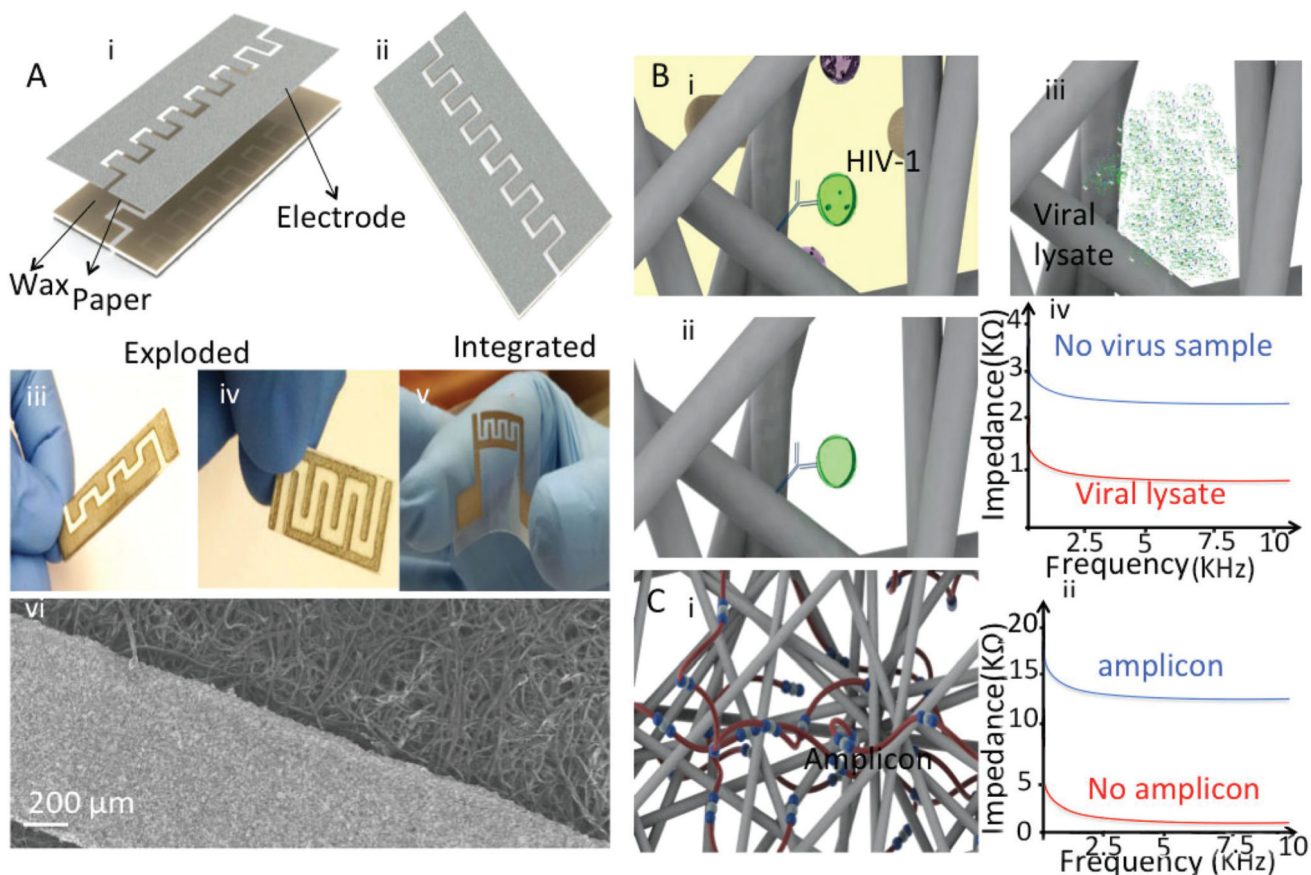 A
i
Electrode
Wax
Paper
ii
Exploded
Integrated
iii
iv
v
vi
200 μm
B
i
HIV-1
ii
iii
Viral
lysate
iv
Impedance(KΩ)
4
3
2
1
No virus sample
Viral lysate
2.5
5
7.5
10
Frequency(KHz)
C
i
Amplicon
ii
Impedance(KΩ)
20
15
10
5
0
amplicon
No amplicon
2.5
5
7.5
10
Frequency (KHz)